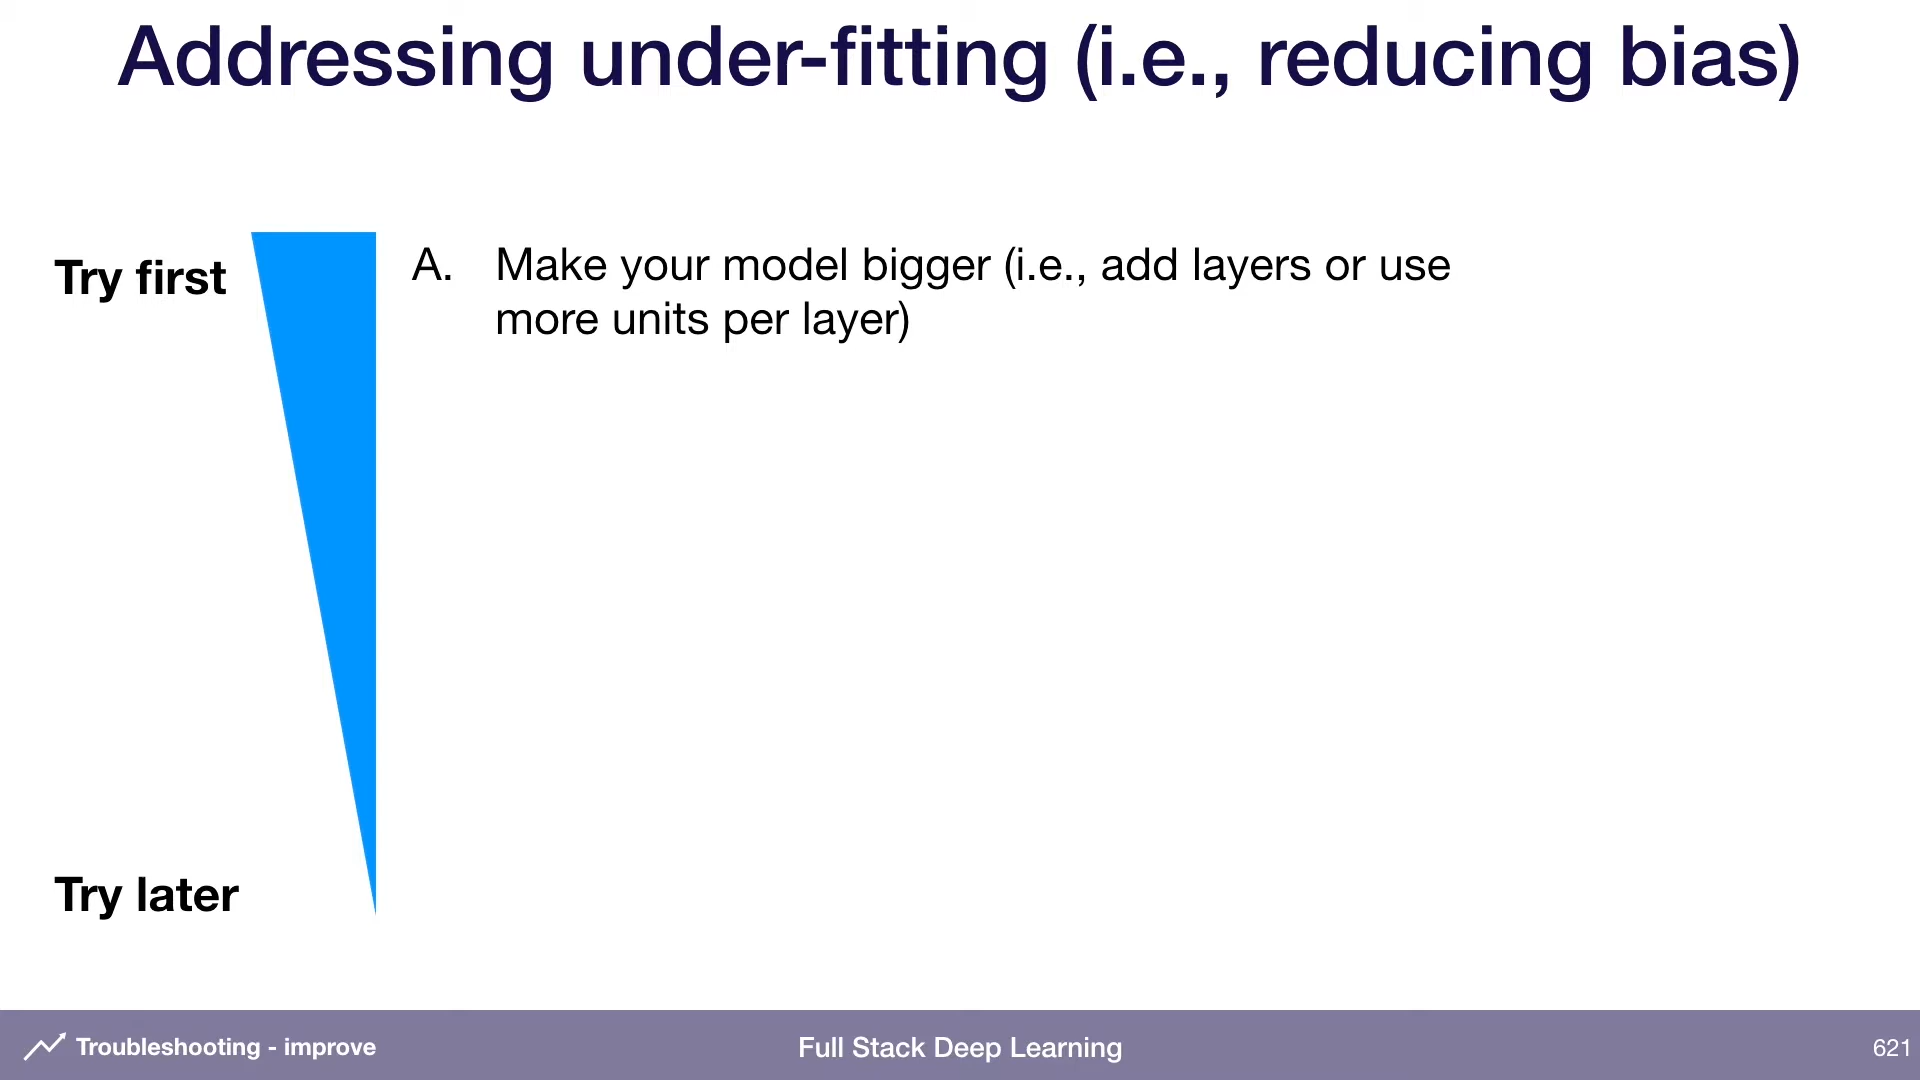 Addressing under-fitting (i.e., reducing bias)
Try first
A. Make your model bigger (i.e., add layers or use
more units per layer)
Try later
Troubleshooting - improve
Full Stack Deep Learning
621